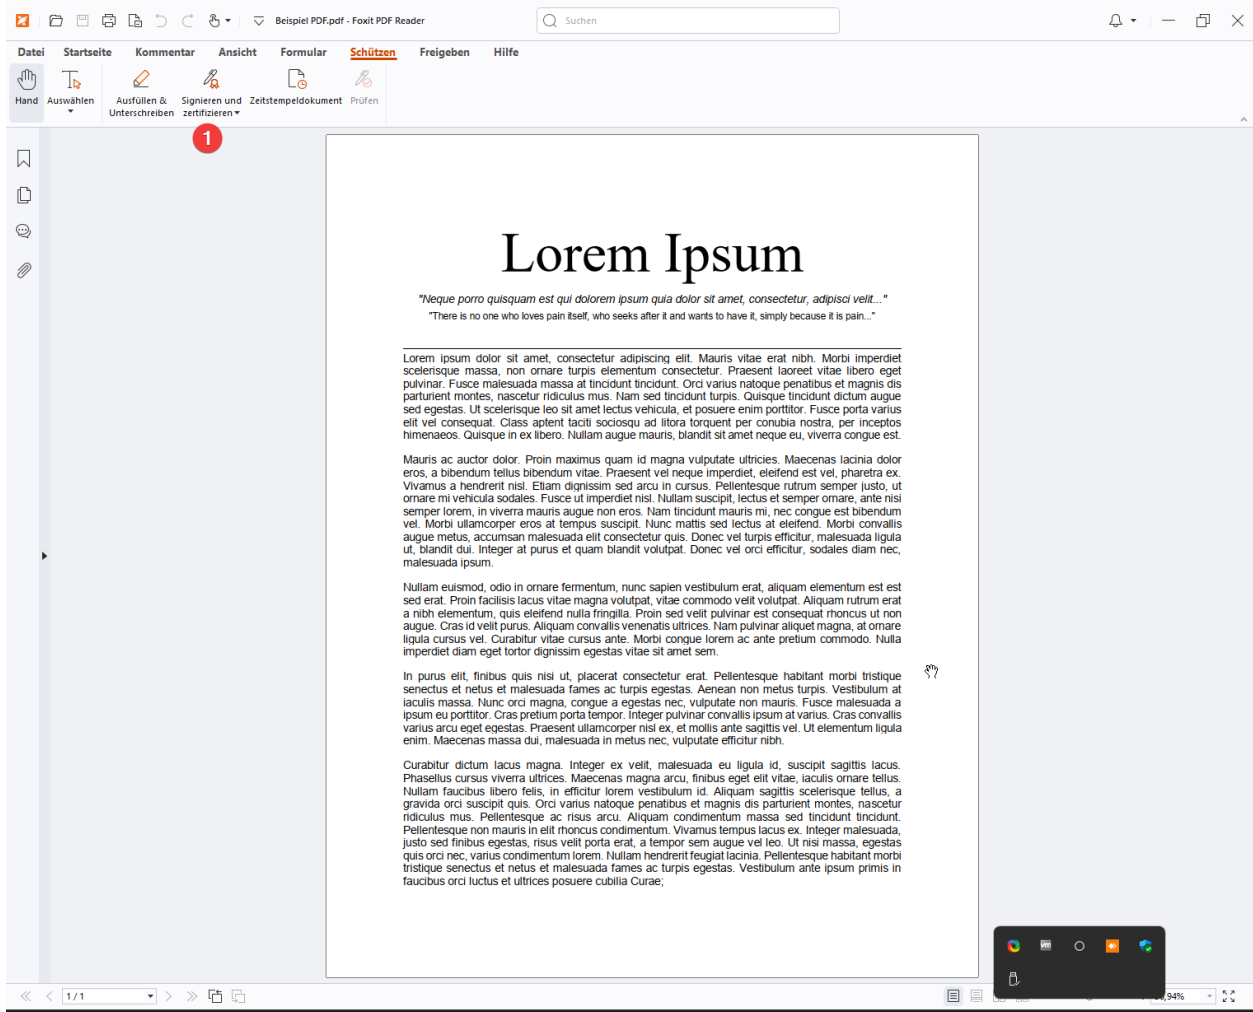 Beispiel PDF.pdf - Foxit PDF Reader
Suchen
Datei Startseite Kommentar Ansicht Formular Schützen Freigeben Hilfe
Hand
Auswählen
Ausfüllen &
Unterschreiben
Signieren und
zertifizieren
Zeitstempeldokument
Prüfen
1
Lorem Ipsum
"Neque porro quisquam est qui dolorem ipsum quia dolor sit amet, consectetur, adipisci velit..."
"There is no one who loves pain itself, who seeks after it and wants to have it, simply because it is pain..."
Lorem ipsum dolor sit amet, consectetur adipiscing elit. Mauris vitae erat nibh. Morbi imperdiet
scelerisque massa, non ornare turpis elementum consectetur. Praesent laoreet vitae libero eget
pulvinar. Fusce malesuada massa at tincidunt tincidunt. Orci varius natoque penatibus et magnis dis
parturient montes, nascetur ridiculus mus. Nam sed tincidunt turpis. Quisque tincidunt dictum augue
sed egestas. Ut scelerisque leo sit amet lectus vehicula, et posuere enim porttitor. Fusce porta varius
elit vel consequat. Class aptent taciti sociosqu ad litora torquent per conubia nostra, per inceptos
himenaeos. Quisque in ex libero. Nullam augue mauris, blandit sit amet neque eu, viverra congue est.
Mauris ac auctor dolor. Proin maximus quam id magna vulputate ultricies. Maecenas lacinia dolor
eros, a bibendum tellus bibendum vitae. Praesent vel neque imperdiet, eleifend est vel, pharetra ex.
Vivamus a hendrerit nisl. Etiam dignissim sed arcu in cursus. Pellentesque rutrum semper justo, ut
ornare mi vehicula sodales. Fusce ut imperdiet nisl. Nullam suscipit, lectus et semper ornare, ante nisi
semper lorem, in viverra mauris augue non eros. Nam tincidunt mauris mi, nec congue est bibendum
vel. Morbi ullamcorper eros at tempus suscipit. Nunc mattis sed lectus at eleifend. Morbi convallis
augue metus, accumsan malesuada elit consectetur quis. Donec vel turpis efficitur, malesuada ligula
ut, blandit dui. Integer at purus et quam blandit volutpat. Donec vel orci efficitur, sodales diam nec,
malesuada ipsum.
Nullam euismod, odio in ornare fermentum, nunc sapien vestibulum erat, aliquam elementum est est
sed erat. Proin facilisis lacus vitae magna volutpat, vitae commodo velit volutpat. Aliquam rutrum erat
a nibh elementum, quis eleifend nulla fringilla. Proin sed velit pulvinar est consequat rhoncus ut non
augue. Cras id velit purus. Aliquam convallis venenatis ultrices. Nam pulvinar aliquet magna, at ornare
ligula cursus vel. Curabitur vitae cursus ante. Morbi congue lorem ac ante pretium commodo. Nulla
imperdiet diam eget tortor dignissim egestas vitae sit amet sem.
In purus elit, finibus quis nisi ut, placerat consectetur erat. Pellentesque habitant morbi tristique
senectus et netus et malesuada fames ac turpis egestas. Aenean non metus turpis. Vestibulum at
iaculis massa. Nunc orci magna, congue a egestas nec, vulputate non mauris. Fusce malesuada a
ipsum eu porttitor. Cras pretium porta tempor. Integer pulvinar convallis ipsum at varius. Cras convallis
varius arcu eget egestas. Praesent ullamcorper nisl ex, et mollis ante sagittis vel. Ut elementum ligula
enim. Maecenas massa dui, malesuada in metus nec, vulputate efficitur nibh.
Curabitur dictum lacus magna. Integer ex velit, malesuada eu ligula id, suscipit sagittis lacus.
Phasellus cursus viverra ultrices. Maecenas magna arcu, finibus eget elit vitae, iaculis ornare tellus.
Nullam faucibus libero felis, in efficitur lorem vestibulum id. Aliquam sagittis scelerisque tellus, a
gravida orci suscipit quis. Orci varius natoque penatibus et magnis dis parturient montes, nascetur
ridiculus mus. Pellentesque ac risus arcu. Aliquam condimentum massa sed tincidunt tincidunt.
Pellentesque non mauris in elit rhoncus condimentum. Vivamus tempus lacus ex. Integer malesuada,
justo sed finibus egestas, risus velit porta erat, a tempor sem augue vel leo. Ut nisi massa, egestas
quis orci nec, varius condimentum lorem. Nullam hendrerit feugiat lacinia. Pellentesque habitant morbi
tristique senectus et netus et malesuada fames ac turpis egestas. Vestibulum ante ipsum primis in
faucibus orci luctus et ultrices posuere cubilia Curae;
vm
1 / 1
,94%